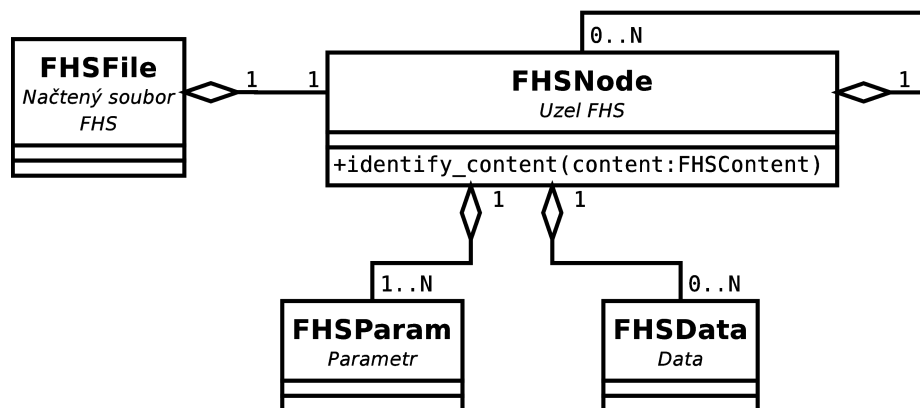 0..N
FHSFile
Načtený soubor
FHS
1
1
FHSNode
Uzel FHS
1
+identify_content(content:FHSContent)
1
1
1..N
0..N
FHSParam
Parametr
FHSData
Data